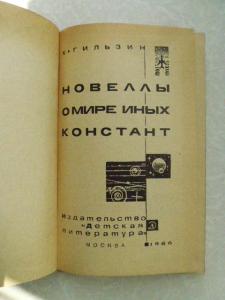 К. ГИЛЬЗИН
НОВЕЛЛЫ
О МИРЕ ИНЫХ
КОНСТАНТ
Издательство
«Детская
литература»
МОСКВА
1966